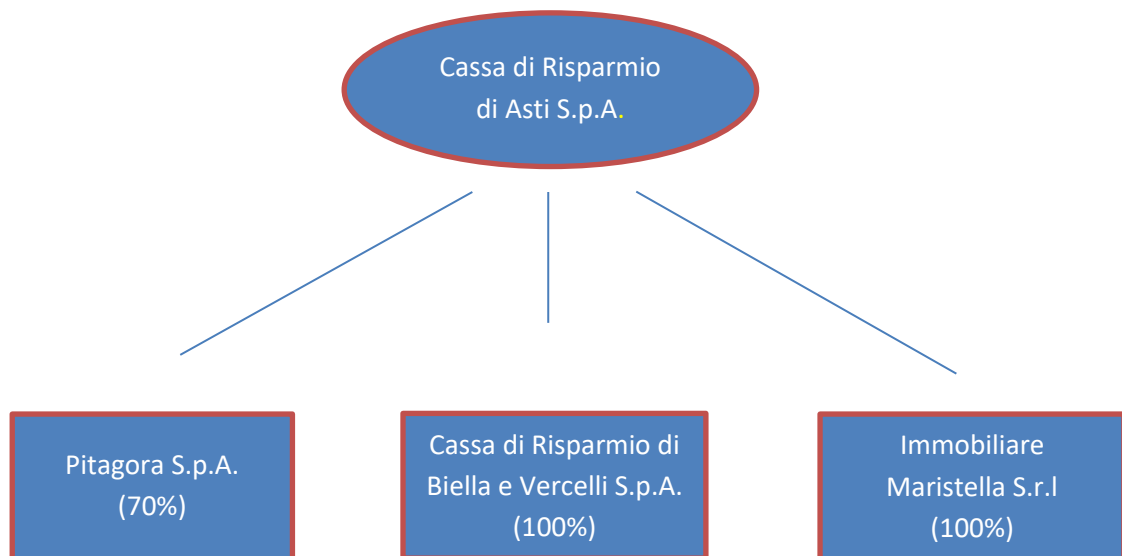 Cassa di Risparmio
di Asti S.p.A.
Pitagora S.p.A.
(70%)
Cassa di Risparmio di
Biella e Vercelli S.p.A.
(100%)
Immobiliare
Maristella S.r.l
(100%)